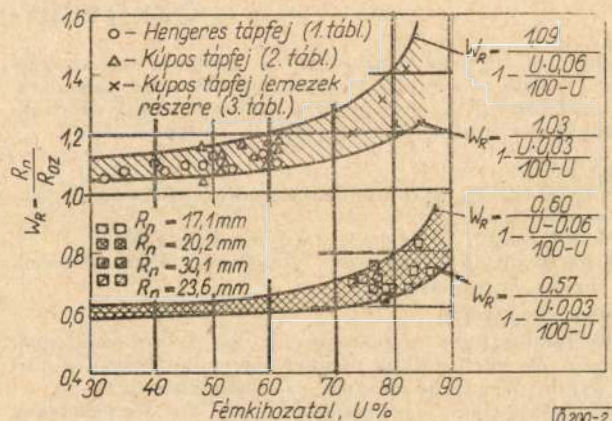 1,6
1,4
1,2
1,0
0,8
0,6
0,4
W_R = R_n / R_öz
○ – Hengeres tápfej (1. tábl.)
△ – Kúpos tápfej (2. tábl.)
× – Kúpos tápfej lemezek
részére (3. tábl.)
R_n = 17,1 mm
R_n = 20,2 mm
R_n = 30,1 mm
R_n = 23,6 mm
W_R = 1,09 / (1 – U·0,06 / (100–U))
W_R = 1,03 / (1 – U·0,03 / (100–U))
W_R = 0,60 / (1 – U–0,06 / (100–U))
W_R = 0,57 / (1 – U·0,03 / (100–U))
30 40 50 60 70 80 90
Fémkihozatal, U%
Ö200-2